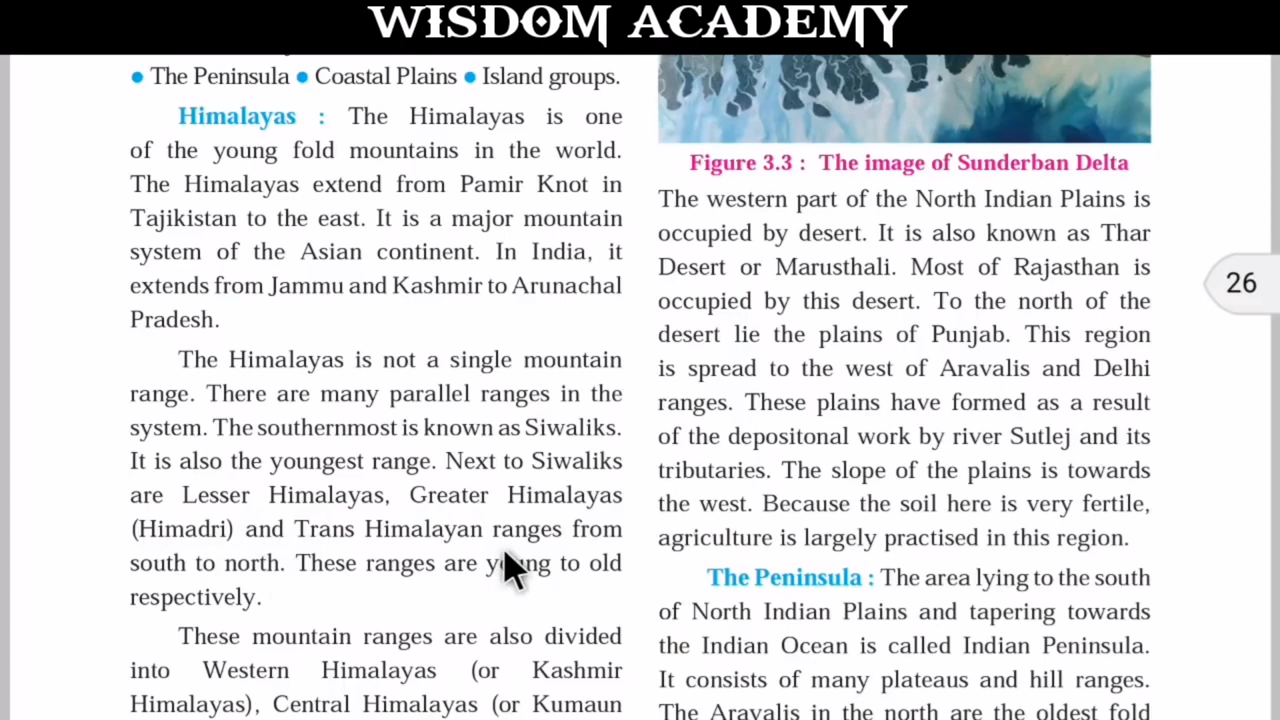 WISDOM ACADEMY
● The Peninsula ● Coastal Plains ● Island groups.
Himalayas : The Himalayas is one
of the young fold mountains in the world.
The Himalayas extend from Pamir Knot in
Tajikistan to the east. It is a major mountain
system of the Asian continent. In India, it
extends from Jammu and Kashmir to Arunachal
Pradesh.
The Himalayas is not a single mountain
range. There are many parallel ranges in the
system. The southernmost is known as Siwaliks.
It is also the youngest range. Next to Siwaliks
are Lesser Himalayas, Greater Himalayas
(Himadri) and Trans Himalayan ranges from
south to north. These ranges are young to old
respectively.
These mountain ranges are also divided
into Western Himalayas (or Kashmir
Himalayas), Central Himalayas (or Kumaun
Figure 3.3 : The image of Sunderban Delta
The western part of the North Indian Plains is
occupied by desert. It is also known as Thar
Desert or Marusthali. Most of Rajasthan is
occupied by this desert. To the north of the
desert lie the plains of Punjab. This region
is spread to the west of Aravalis and Delhi
ranges. These plains have formed as a result
of the depositonal work by river Sutlej and its
tributaries. The slope of the plains is towards
the west. Because the soil here is very fertile,
agriculture is largely practised in this region.
The Peninsula : The area lying to the south
of North Indian Plains and tapering towards
the Indian Ocean is called Indian Peninsula.
It consists of many plateaus and hill ranges.
The Aravalis in the north are the oldest fold
26